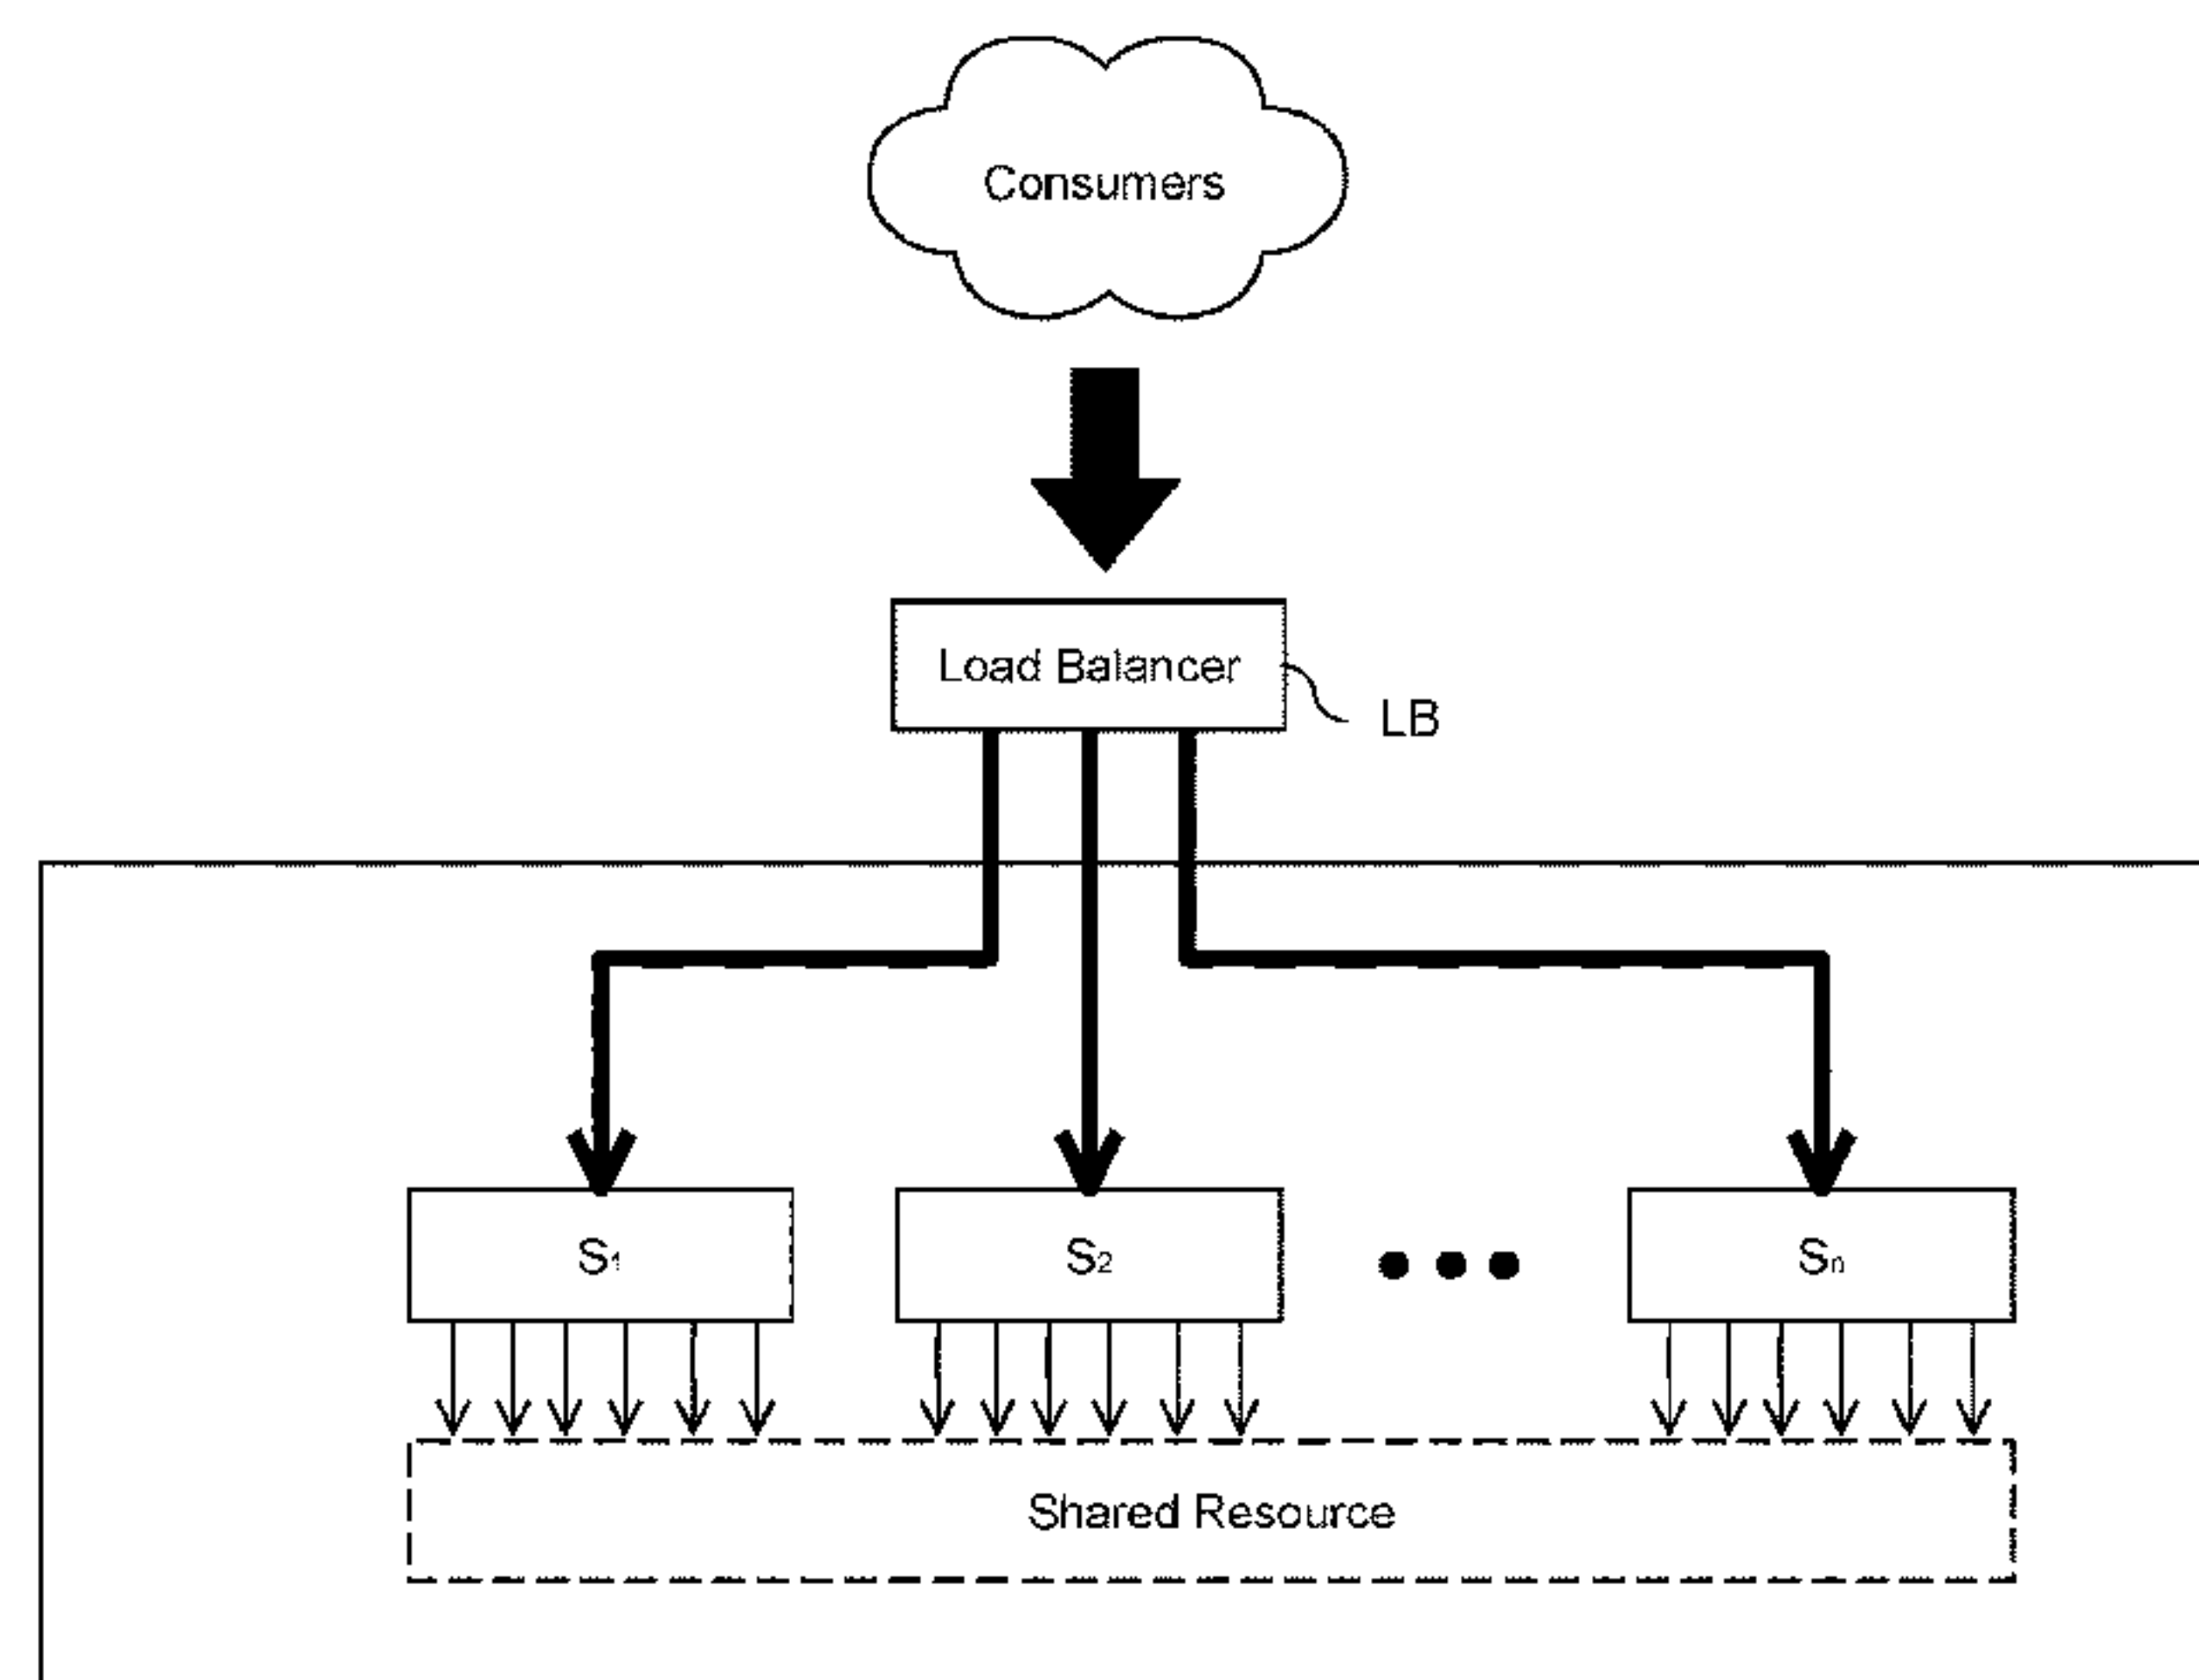 Consumers
Load Balancer
LB
S1
S2
Sn
Shared Resource